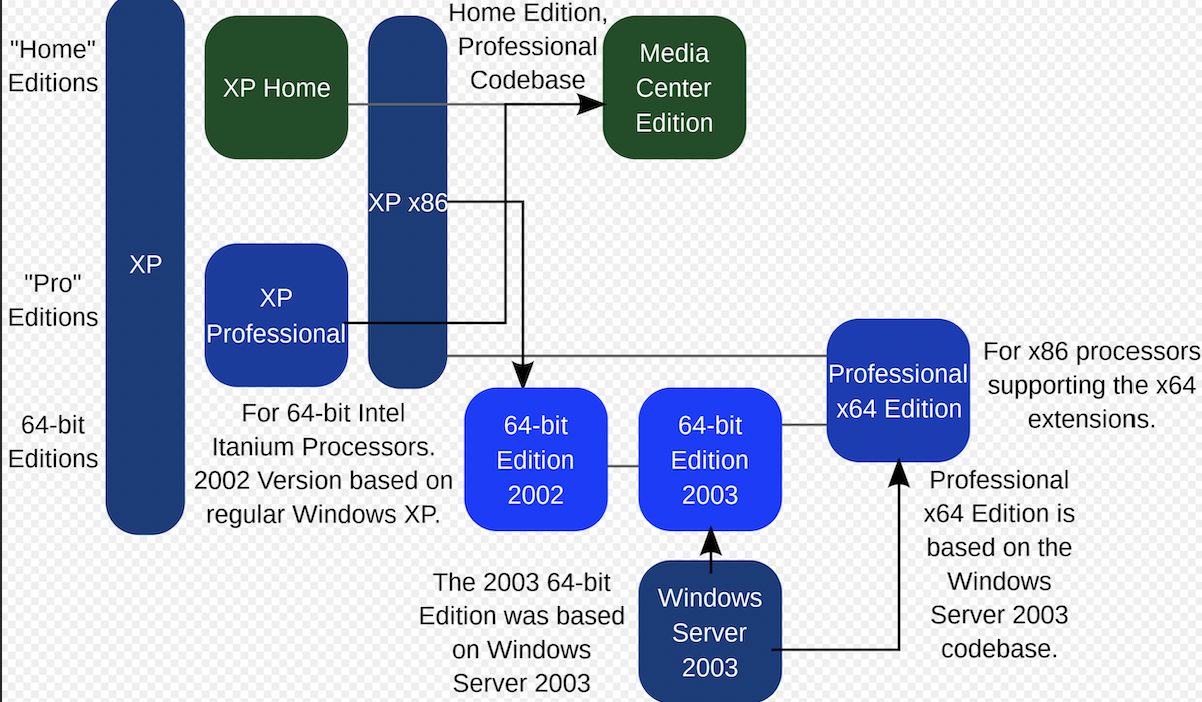 "Home"
Editions
XP Home
Home Edition,
Professional
Codebase
Media
Center
Edition
XP x86
XP
"Pro"
Editions
XP
Professional
64-bit
Editions
For 64-bit Intel
Itanium Processors.
2002 Version based on
regular Windows XP.
64-bit
Edition
2002
64-bit
Edition
2003
Professional
x64 Edition
For x86 processors
supporting the x64
extensions.
Professional
x64 Edition is
based on the
Windows
Server 2003
codebase.
The 2003 64-bit
Edition was based
on Windows
Server 2003
Windows
Server
2003